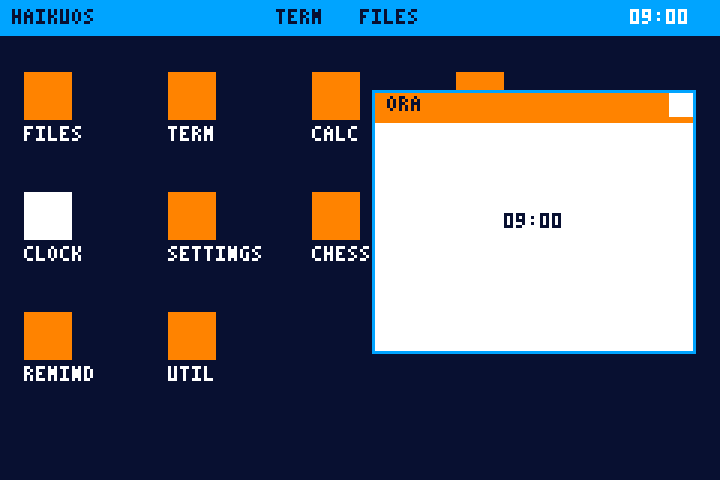 HAIKUOS TERM FILES 09:00
ORA
FILES TERM CALC
09:00
CLOCK SETTINGS CHESS
REMIND UTIL